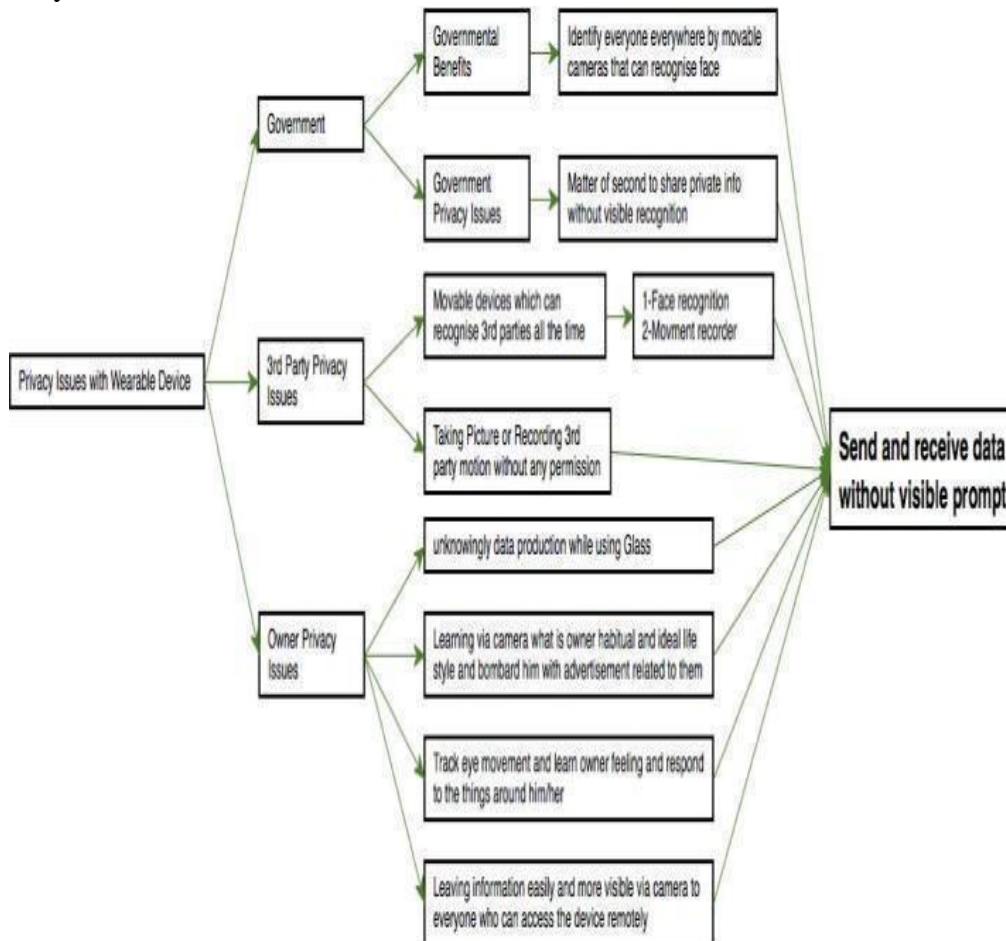 Governmental
Benefits
Identify everyone everywhere by movable
cameras that can recognise face
Government
Government
Privacy Issues
Matter of second to share private info
without visible recognition
Movable devices which can
recognise 3rd parties all the time
1-Face recognition
2-Movment recorder
Privacy Issues with Wearable Device
3rd Party Privacy
Issues
Taking Picture or Recording 3rd
party motion without any permission
Send and receive data
without visible prompt
unknowingly data production while using Glass
Owner Privacy
Issues
Learning via camera what is owner habitual and ideal life
style and bombard him with advertisement related to them
Track eye movement and learn owner feeling and respond
to the things around him/her
Leaving information easily and more visible via camera to
everyone who can access the device remotely